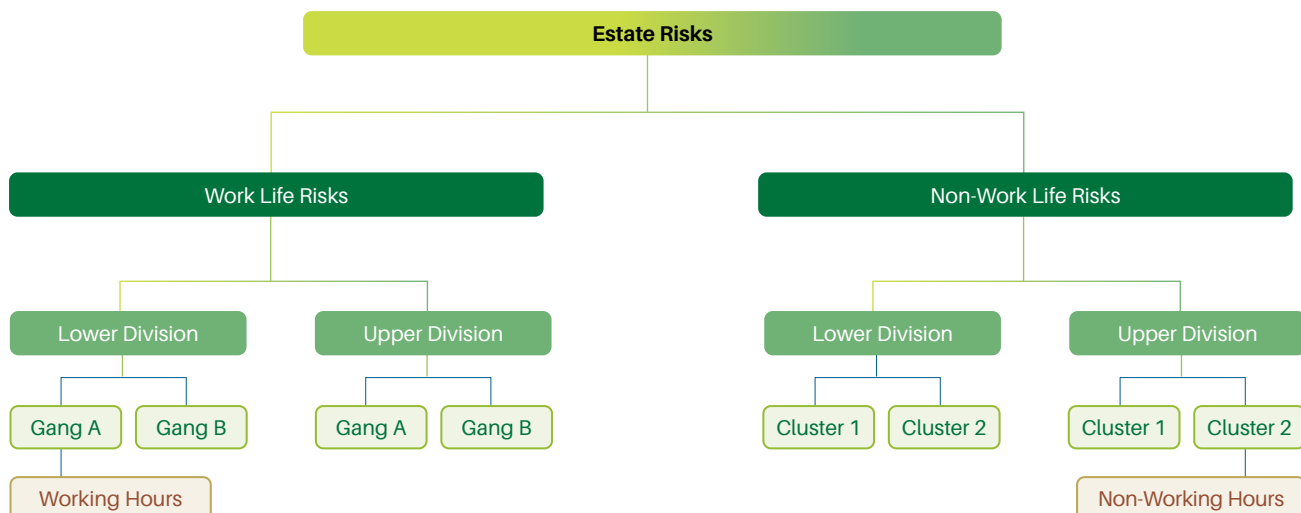 Estate Risks
Work Life Risks
Non-Work Life Risks
Lower Division
Upper Division
Lower Division
Upper Division
Gang A
Gang B
Gang A
Gang B
Cluster 1
Cluster 2
Cluster 1
Cluster 2
Working Hours
Non-Working Hours